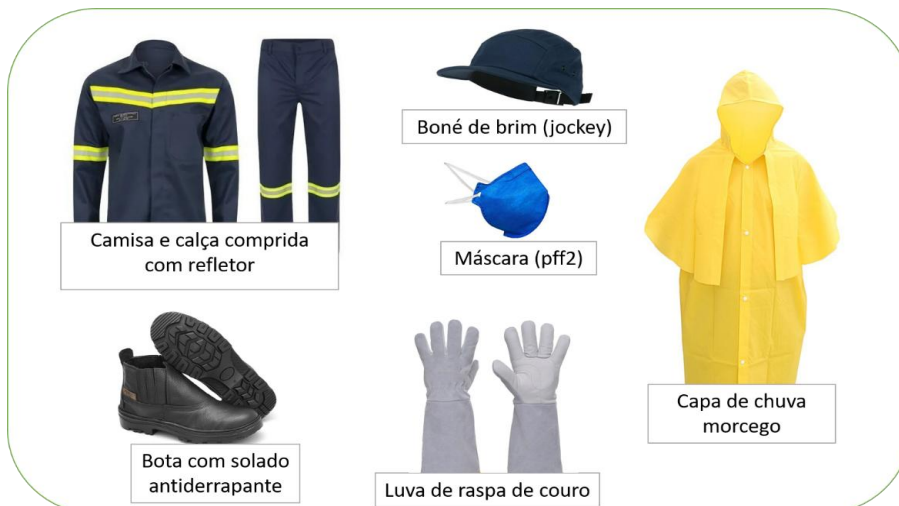 Boné de brim (jockey)
Camisa e calça comprida
com refletor
Máscara (pff2)
Capa de chuva
morcego
Bota com solado
antiderrapante
Luva de raspa de couro